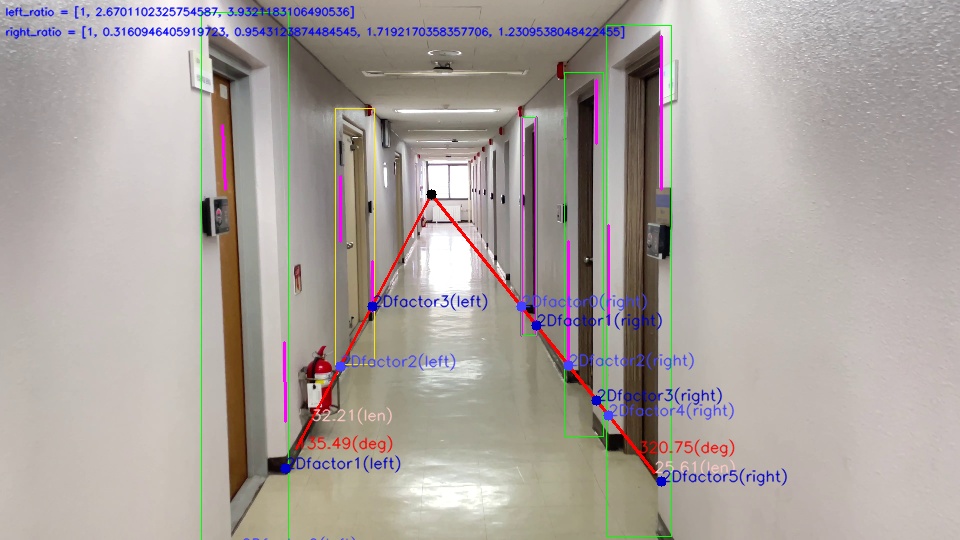 left_ratio = [1, 2.6701102325754587, 3.9321183106490536]
right_ratio = [1, 0.3160946405919723, 0.9543123874484545, 1.7192170358357706, 1.2309538048422455]
2Dfactor3(left)
2Dfactor0(right)
2Dfactor1(right)
2Dfactor2(left)
2Dfactor2(right)
2Dfactor3(right)
2Dfactor4(right)
32.21(len)
35.49(deg)
320.75(deg)
2Dfactor1(left)
25.61(len)
2Dfactor5(right)